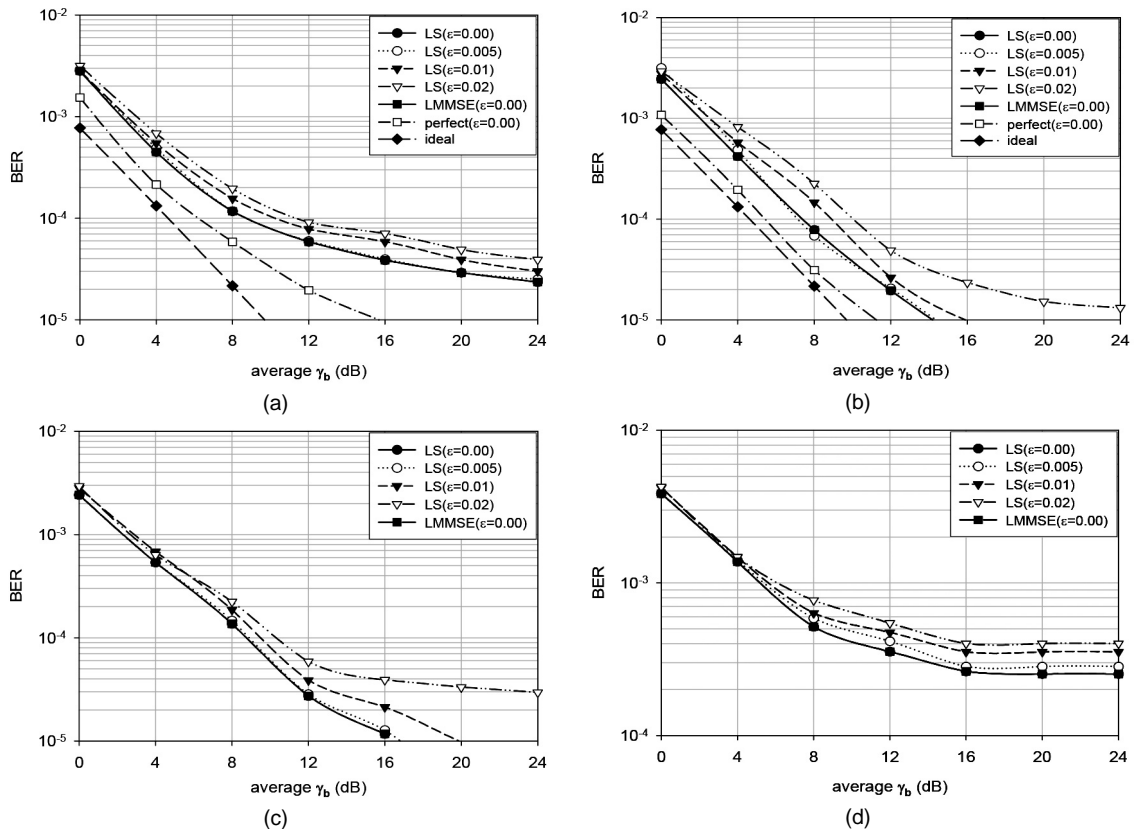 10⁻²
10⁻³
10⁻⁴
10⁻⁵
BER
LS(ε=0.00)
LS(ε=0.005)
LS(ε=0.01)
LS(ε=0.02)
LMMSE(ε=0.00)
perfect(ε=0.00)
ideal
0 4 8 12 16 20 24
average γb (dB)
(a)
10⁻²
10⁻³
10⁻⁴
10⁻⁵
BER
LS(ε=0.00)
LS(ε=0.005)
LS(ε=0.01)
LS(ε=0.02)
LMMSE(ε=0.00)
perfect(ε=0.00)
ideal
0 4 8 12 16 20 24
average γb (dB)
(b)
10⁻²
10⁻³
10⁻⁴
10⁻⁵
BER
LS(ε=0.00)
LS(ε=0.005)
LS(ε=0.01)
LS(ε=0.02)
LMMSE(ε=0.00)
0 4 8 12 16 20 24
average γb (dB)
(c)
10⁻²
10⁻³
10⁻⁴
BER
LS(ε=0.00)
LS(ε=0.005)
LS(ε=0.01)
LS(ε=0.02)
LMMSE(ε=0.00)
0 4 8 12 16 20 24
average γb (dB)
(d)